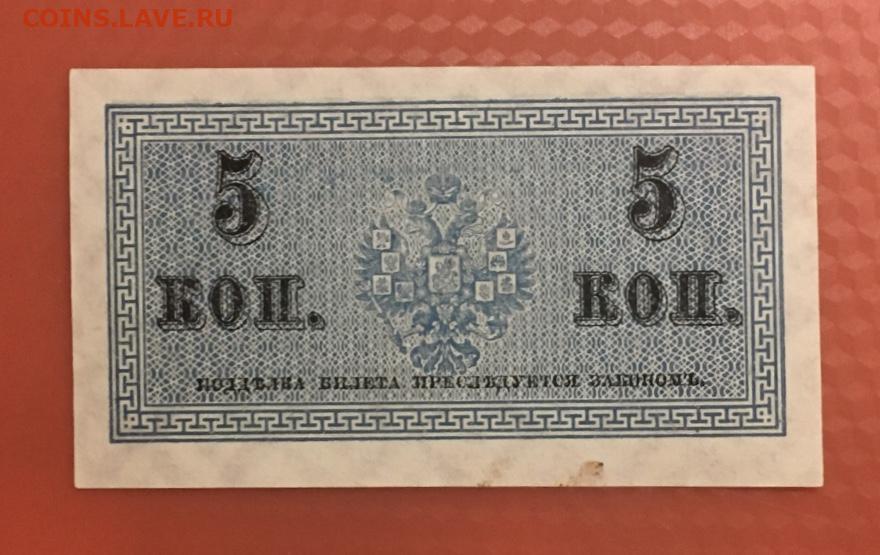 COINS.LAVE.RU
5 5
КОП. КОП.
ПОДДѢЛКА БИЛЕТА ПРЕСЛѢДУЕТСЯ ЗАКОНОМЪ.